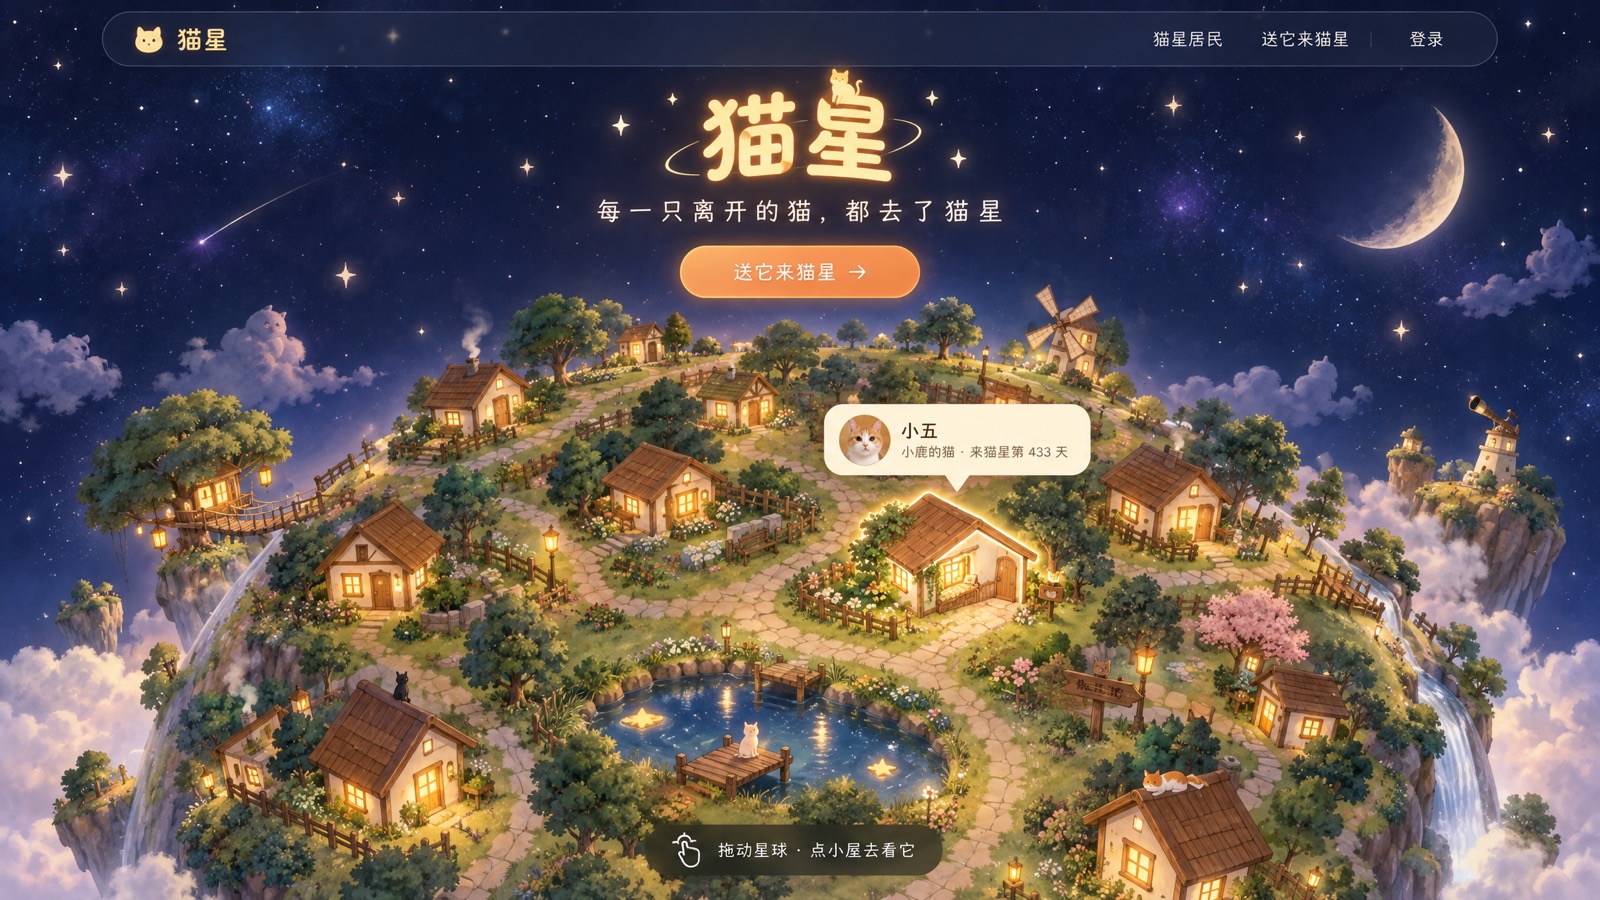 猫星
猫星居民
送它来猫星
登录
猫星
每一只离开的猫，都去了猫星
送它来猫星 →
小五
小鹿的猫 · 来猫星第 433 天
拖动星球 · 点小屋去看它